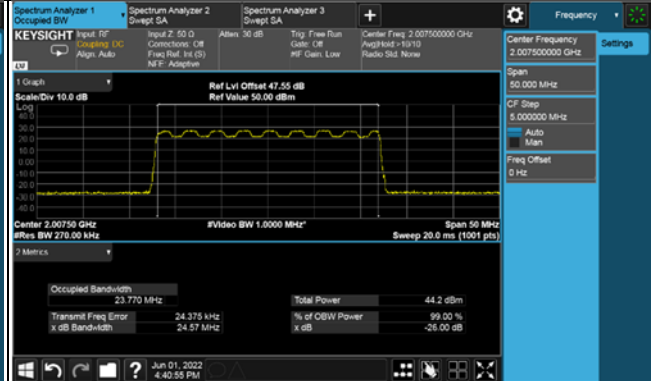 Spectrum Analyzer 1
Occupied BW
Spectrum Analyzer 2
Swept SA
Spectrum Analyzer 3
Swept SA
+
Frequency
KEYSIGHT
Input: RF
Coupling: DC
Align: Auto
Input Z: 50 Ω
Corrections: Off
Freq Ref: Int (S)
NFE: Adaptive
Atten: 30 dB
Trig: Free Run
Gate: Off
#IF Gain: Low
Center Freq: 2.007500000 GHz
Avg|Hold:>10/10
Radio Std: None
LXI
Center Frequency
2.007500000 GHz
Settings
Span
50.000 MHz
CF Step
5.000000 MHz
Auto
Man
Freq Offset
0 Hz
1 Graph
Scale/Div 10.0 dB
Ref Lvl Offset 47.55 dB
Ref Value 50.00 dBm
Log
40.0
30.0
20.0
10.0
0.00
-10.0
-20.0
-30.0
-40.0
Center 2.00750 GHz
#Res BW 270.00 kHz
#Video BW 1.0000 MHz*
Span 50 MHz
Sweep 20.0 ms (1001 pts)
2 Metrics
Occupied Bandwidth
23.770 MHz
Total Power 44.2 dBm
Transmit Freq Error 24.375 kHz
% of OBW Power 99.00 %
x dB Bandwidth 24.57 MHz
x dB -26.00 dB
?
Jun 01, 2022
4:40:55 PM